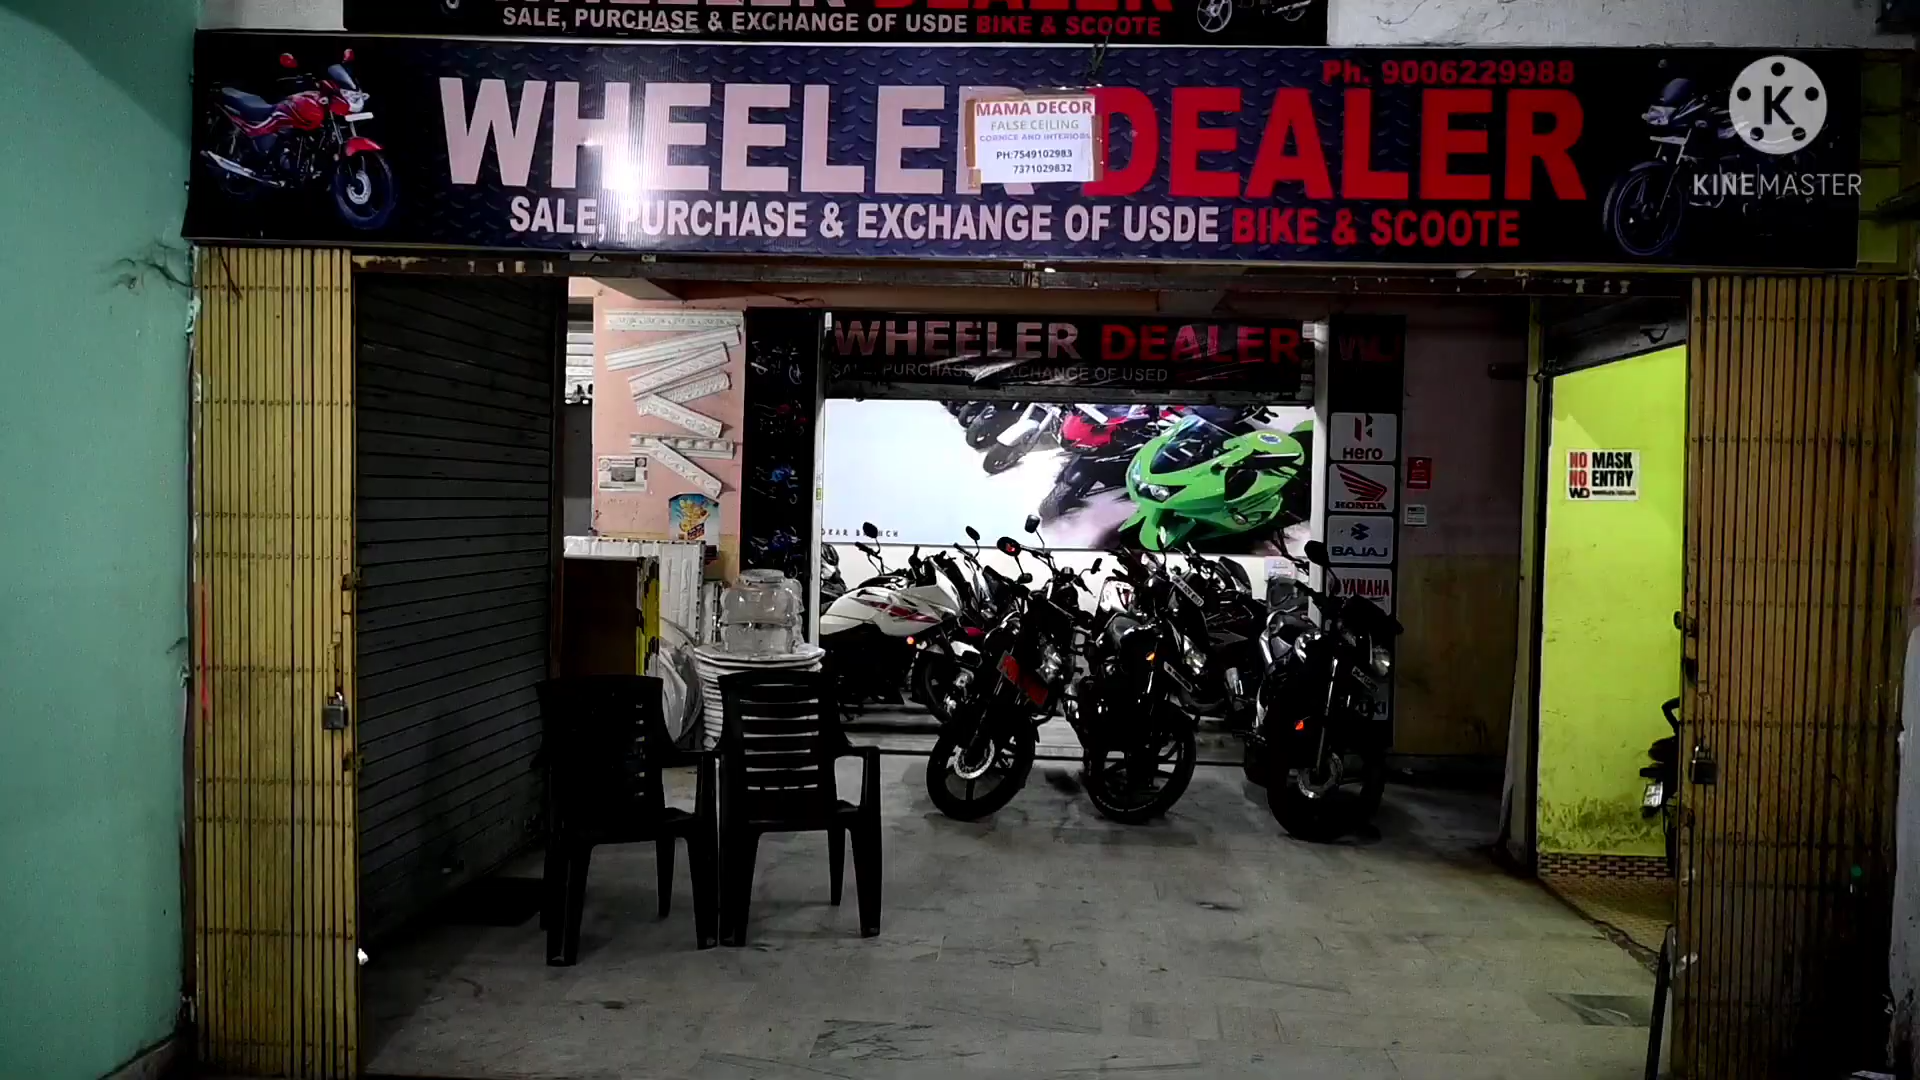 SALE, PURCHASE & EXCHANGE OF USDE BIKE & SCOOTE
Ph. 9006229988
WHEELER DEALER
SALE, PURCHASE & EXCHANGE OF USDE BIKE & SCOOTE
MAMA DECOR
FALSE CEILING
CORNICE AND INTERIORS
PH:7549102983
7371029832
K
KINEMASTER
WHEELER DEALER
SALE, PURCHASE & EXCHANGE OF USED
Hero
HONDA
BAJAJ
YAMAHA
NO MASK
NO ENTRY
WD